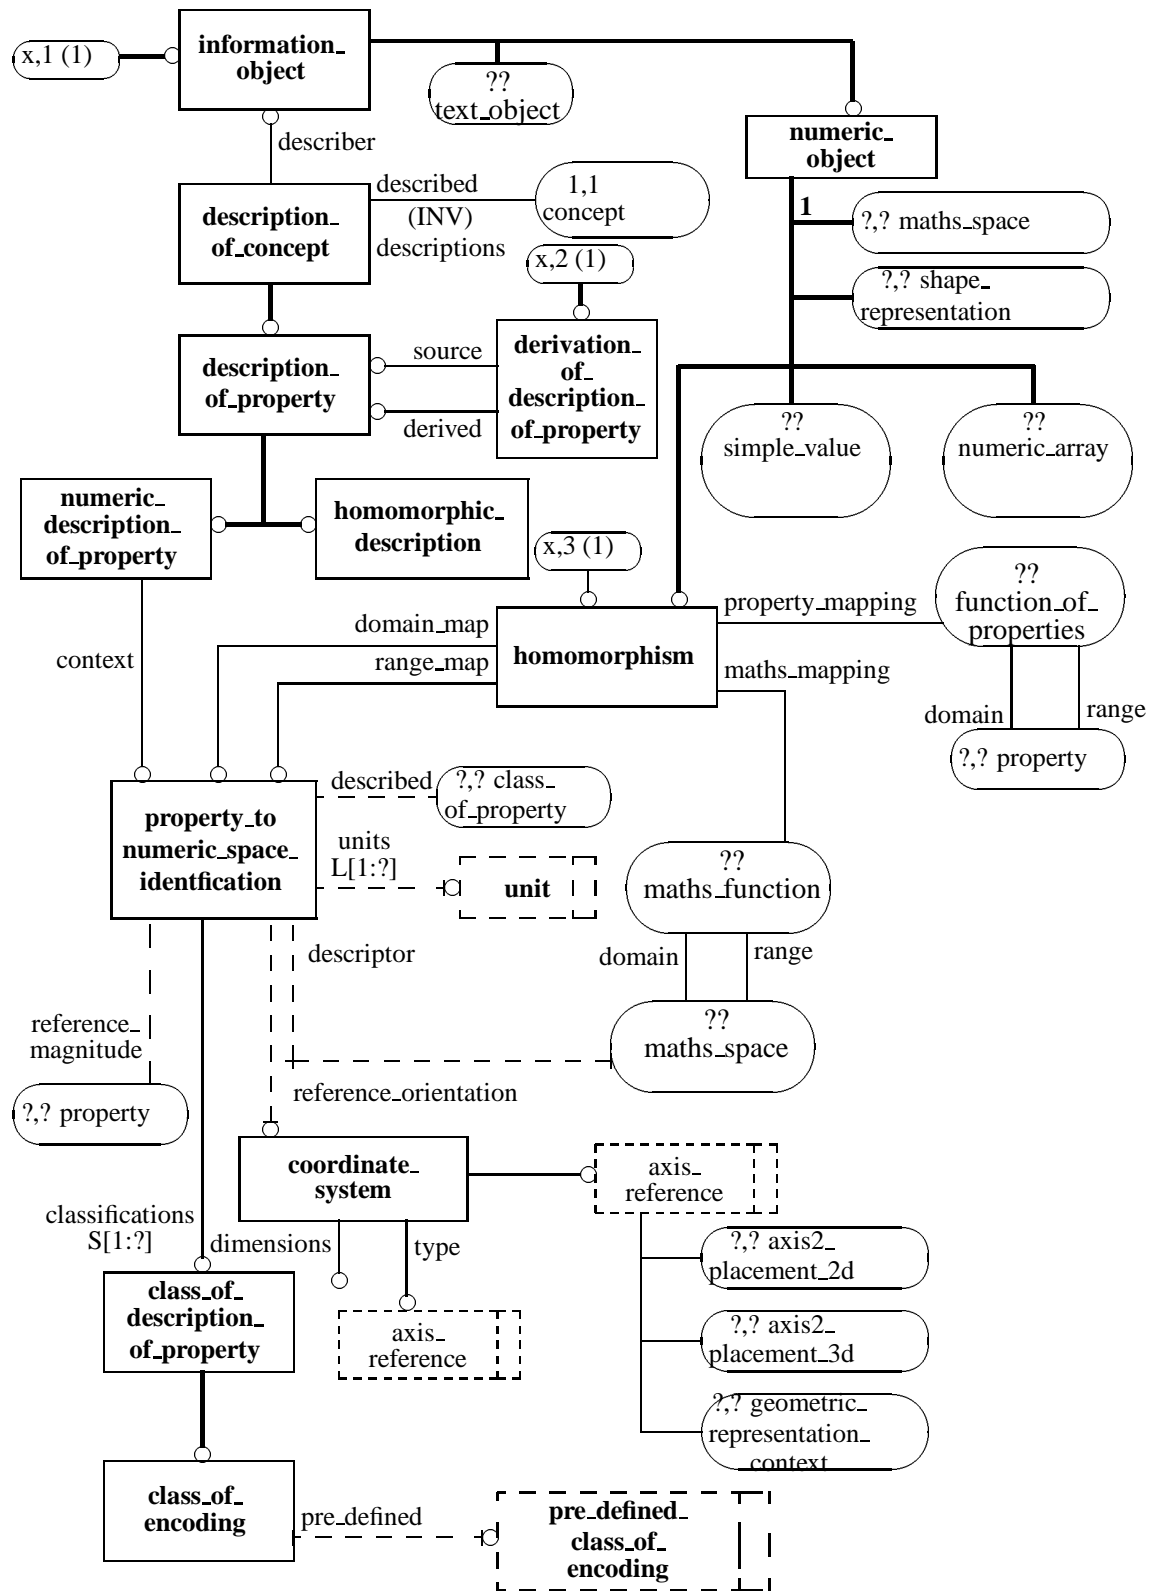 x,1 (1)
information_
object
??
text_object
describer
numeric_
object
description_
of_concept
described
(INV)
descriptions
1,1
concept
1
?,? maths_space
x,2 (1)
?,? shape_
representation
description_
of_property
source
derived
derivation_
of_
description_
of_property
??
simple_value
??
numeric_array
numeric_
description_
of_property
homomorphic_
description
x,3 (1)
??
function_of_
properties
property_mapping
domain_map
range_map
homomorphism
maths_mapping
context
domain
range
?,? property
described
?,? class_
of_property
property_to
numeric_space_
identfication
units
L[1:?]
unit
??
maths_function
descriptor
domain
range
reference_
magnitude
??
maths_space
reference_orientation
?,? property
coordinate_
system
axis_
reference
classifications
S[1:?]
dimensions
type
?,? axis2_
placement_2d
class_of_
description_
of_property
axis_
reference
?,? axis2_
placement_3d
?,? geometric_
representation_
context
class_of_
encoding
pre_defined
pre_defined_
class_of_
encoding